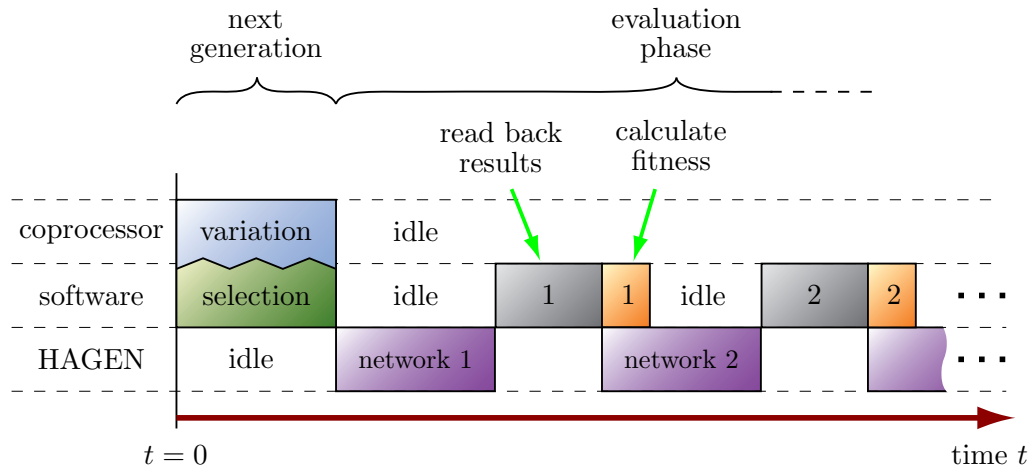 next
generation
evaluation
phase
read back
results
calculate
fitness
coprocessor
variation
idle
software
selection
idle
1
1
idle
2
2
HAGEN
idle
network 1
network 2
t = 0
time t